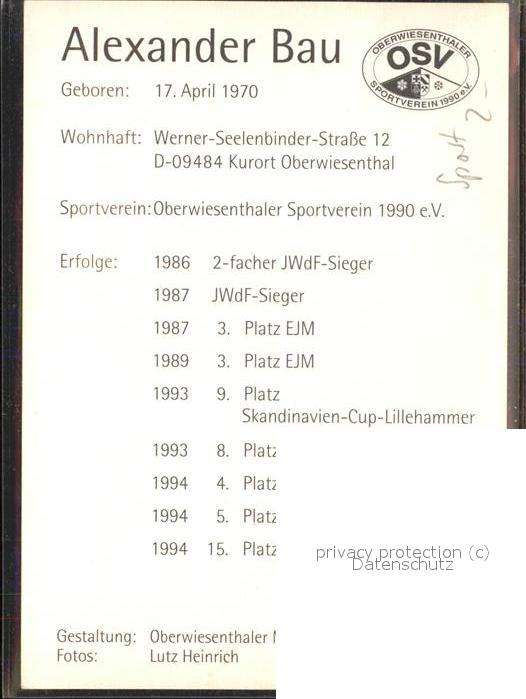 Alexander Bau
OBERWIESENTHALER
OSV
SPORTVEREIN 1990 e.V.
Geboren: 17. April 1970
Wohnhaft: Werner-Seelenbinder-Straße 12
D-09484 Kurort Oberwiesenthal
Sportverein: Oberwiesenthaler Sportverein 1990 e.V.
Erfolge: 1986 2-facher JWdF-Sieger
1987 JWdF-Sieger
1987 3. Platz EJM
1989 3. Platz EJM
1993 9. Platz
Skandinavien-Cup-Lillehammer
1993 8. Platz
1994 4. Platz
1994 5. Platz
1994 15. Platz
privacy protection (c)
Datenschutz
Gestaltung: Oberwiesenthaler
Fotos: Lutz Heinrich